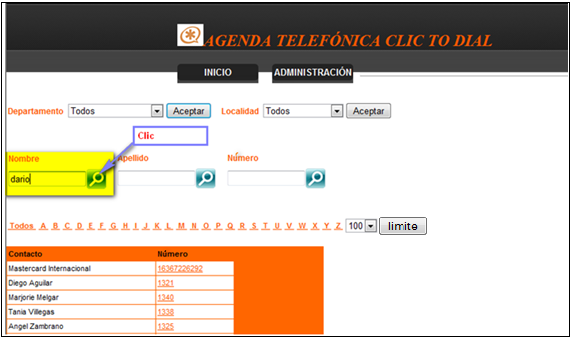 AGENDA TELEFÓNICA CLIC TO DIAL
INICIO ADMINISTRACIÓN
Departamento Todos Aceptar Localidad Todos Aceptar
Clic
Nombre Apellido Número
dario
Todos A B C D E F G H I J K L M N O P Q R S T U V W X Y Z 100 limite
Contacto Número
Mastercard Internacional 16367226292
Diego Aguilar 1321
Marjorie Melgar 1340
Tania Villegas 1338
Angel Zambrano 1325